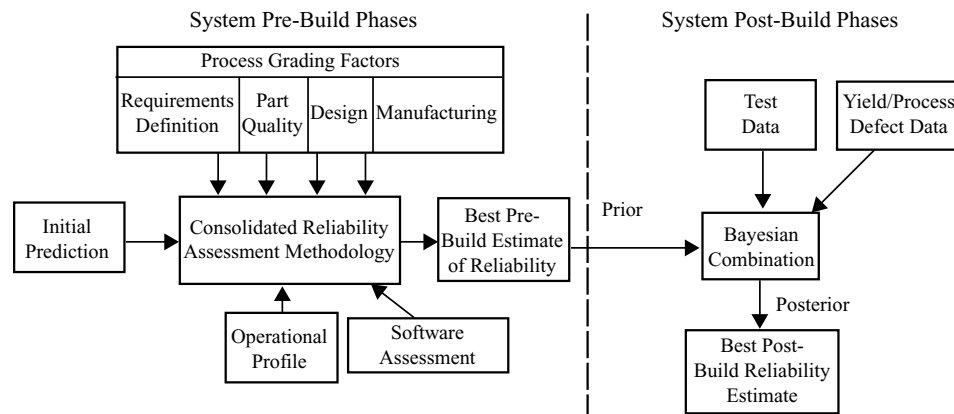 System Pre-Build Phases
System Post-Build Phases
Process Grading Factors
Requirements
Definition
Part
Quality
Design
Manufacturing
Test
Data
Yield/Process
Defect Data
Initial
Prediction
Consolidated Reliability
Assessment Methodology
Best Pre-
Build Estimate
of Reliability
Prior
Bayesian
Combination
Operational
Profile
Software
Assessment
Posterior
Best Post-
Build Reliability
Estimate